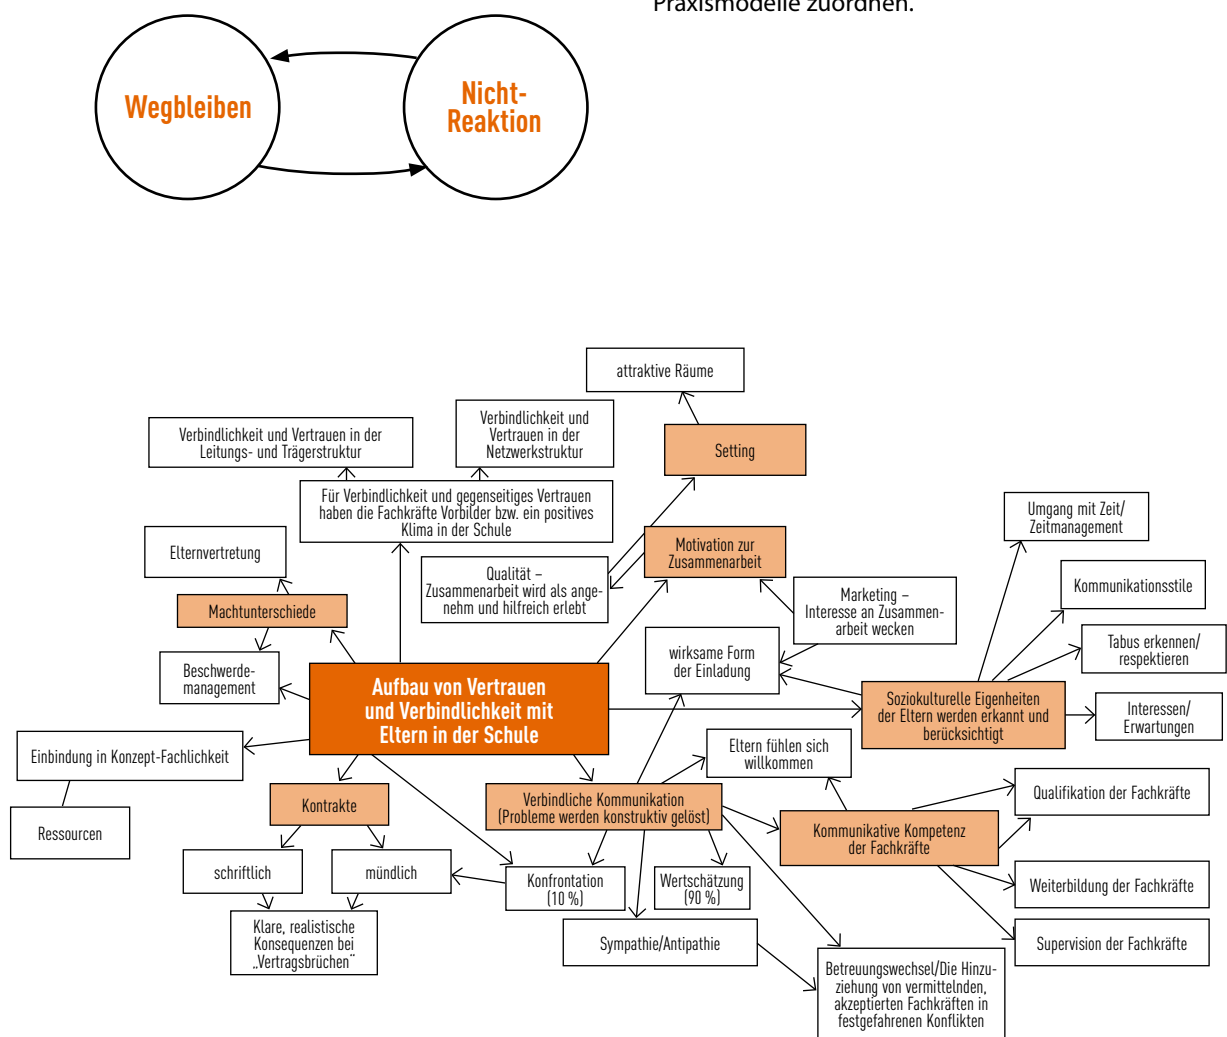 Praxismodelle zuordnen.
Wegbleiben
Nicht-
Reaktion
attraktive Räume
Verbindlichkeit und Vertrauen in der
Leitungs- und Trägerstruktur
Verbindlichkeit und
Vertrauen in der
Netzwerkstruktur
Setting
Für Verbindlichkeit und gegenseitiges Vertrauen
haben die Fachkräfte Vorbilder bzw. ein positives
Klima in der Schule
Umgang mit Zeit/
Zeitmanagement
Elternvertretung
Motivation zur
Zusammenarbeit
Qualität –
Zusammenarbeit wird als ange-
nehm und hilfreich erlebt
Kommunikationsstile
Marketing –
Interesse an Zusammen-
arbeit wecken
Machtunterschiede
Tabus erkennen/
respektieren
wirksame Form
der Einladung
Beschwerde-
management
Aufbau von Vertrauen
und Verbindlichkeit mit
Eltern in der Schule
Soziokulturelle Eigenheiten
der Eltern werden erkannt und
berücksichtigt
Interessen/
Erwartungen
Einbindung in Konzept-Fachlichkeit
Eltern fühlen sich
willkommen
Kontrakte
Verbindliche Kommunikation
(Probleme werden konstruktiv gelöst)
Qualifikation der Fachkräfte
Ressourcen
Kommunikative Kompetenz
der Fachkräfte
schriftlich
mündlich
Konfrontation
(10 %)
Wertschätzung
(90 %)
Weiterbildung der Fachkräfte
Klare, realistische
Konsequenzen bei
„Vertragsbrüchen“
Sympathie/Antipathie
Supervision der Fachkräfte
Betreuungswechsel/Die Hinzu-
ziehung von vermittelnden,
akzeptierten Fachkräften in
festgefahrenen Konflikten